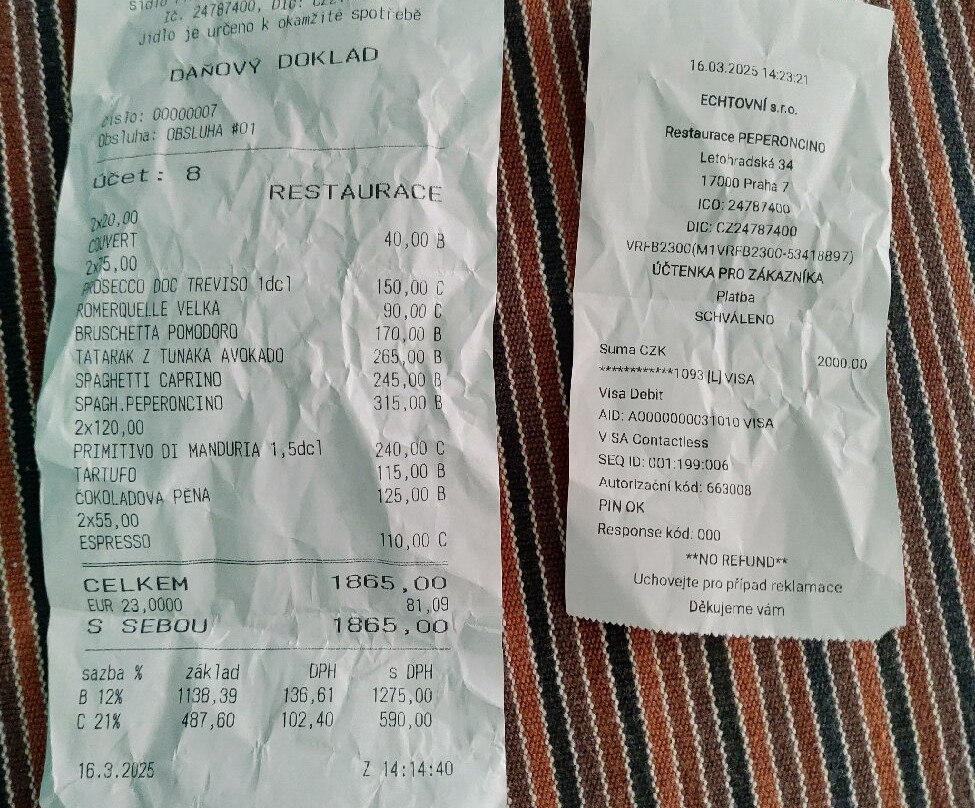 IČ. 24787400, DIČ: CZ2
Jídlo je určeno k okamžité spotřebě
DAŇOVÝ DOKLAD
číslo: 00000007
Obsluha: OBSLUHA #01
Účet: 8
RESTAURACE
2x20,00
COUVERT 40,00 B
2x75,00
PROSECCO DOC TREVISO 1dcl 150,00 C
ROMERQUELLE VELKA 90,00 C
BRUSCHETTA POMODORO 170,00 B
TATARAK Z TUNAKA AVOKADO 265,00 B
SPAGHETTI CAPRINO 245,00 B
SPAGH.PEPERONCINO 315,00 B
2x120,00
PRIMITIVO DI MANDURIA 1,5dcl 240,00 C
TARTUFO 115,00 B
ČOKOLADOVA PĚNA 125,00 B
2x55,00
ESPRESSO 110,00 C
CELKEM 1865,00
EUR 23,0000 81,09
S SEBOU 1865,00
sazba % základ DPH s DPH
B 12% 1138,39 136,61 1275,00
C 21% 487,60 102,40 590,00
16.3.2025 Z 14:14:40
16.03.2025 14:23:21
ECHTOVNÍ s.r.o.
Restaurace PEPERONCINO
Letohradská 34
17000 Praha 7
ICO: 24787400
DIC: CZ24787400
VRFB2300(M1VRFB2300-53418897)
ÚČTENKA PRO ZÁKAZNÍKA
Platba
SCHVÁLENO
Suma CZK 2000.00
************1093 [L] VISA
Visa Debit
AID: A0000000031010 VISA
VISA Contactless
SEQ ID: 001:199:006
Autorizační kód: 663008
PIN OK
Response kód: 000
**NO REFUND**
Uchovejte pro případ reklamace
Děkujeme vám